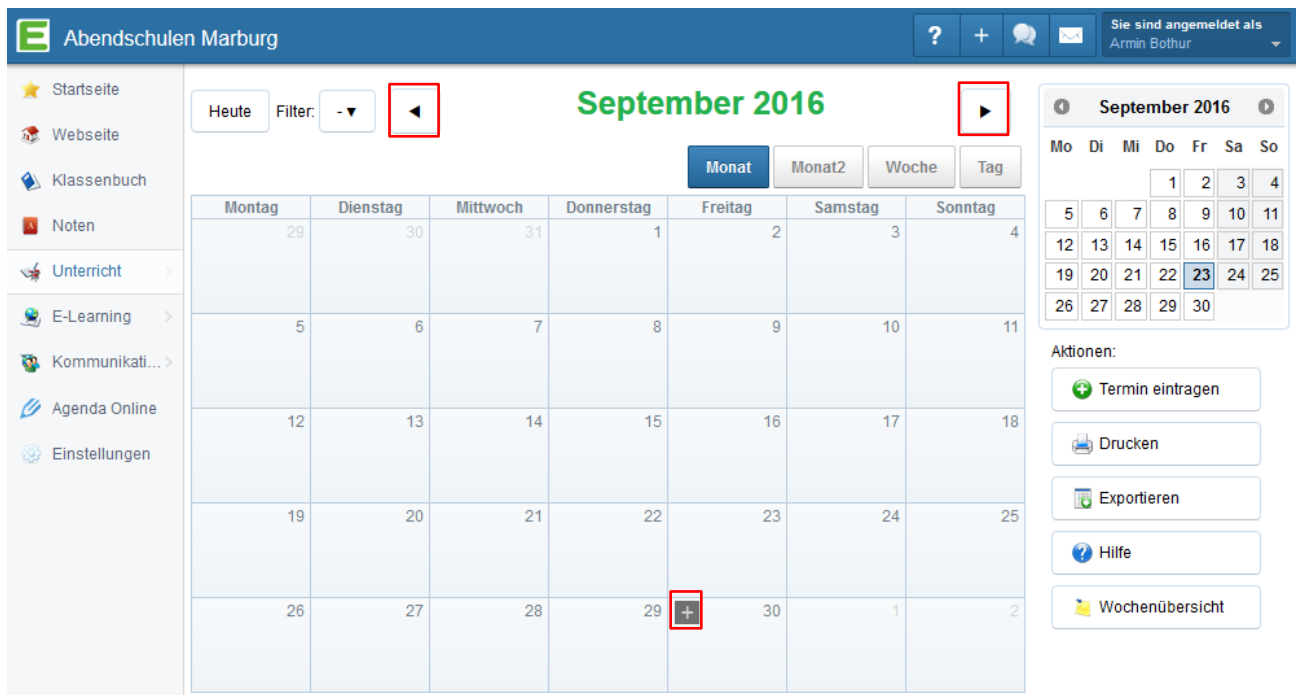 E Abendschulen Marburg
? +
Sie sind angemeldet als
Armin Bothur
Startseite
Webseite
Klassenbuch
Noten
Unterricht
E-Learning
Kommunikati...
Agenda Online
Einstellungen
Heute Filter: - ▼ ◄ September 2016 ►
Monat Monat2 Woche Tag
Montag Dienstag Mittwoch Donnerstag Freitag Samstag Sonntag
29 30 31 1 2 3 4
5 6 7 8 9 10 11
12 13 14 15 16 17 18
19 20 21 22 23 24 25
26 27 28 29 + 30 1 2
September 2016
Mo Di Mi Do Fr Sa So
1 2 3 4
5 6 7 8 9 10 11
12 13 14 15 16 17 18
19 20 21 22 23 24 25
26 27 28 29 30
Aktionen:
Termin eintragen
Drucken
Exportieren
Hilfe
Wochenübersicht